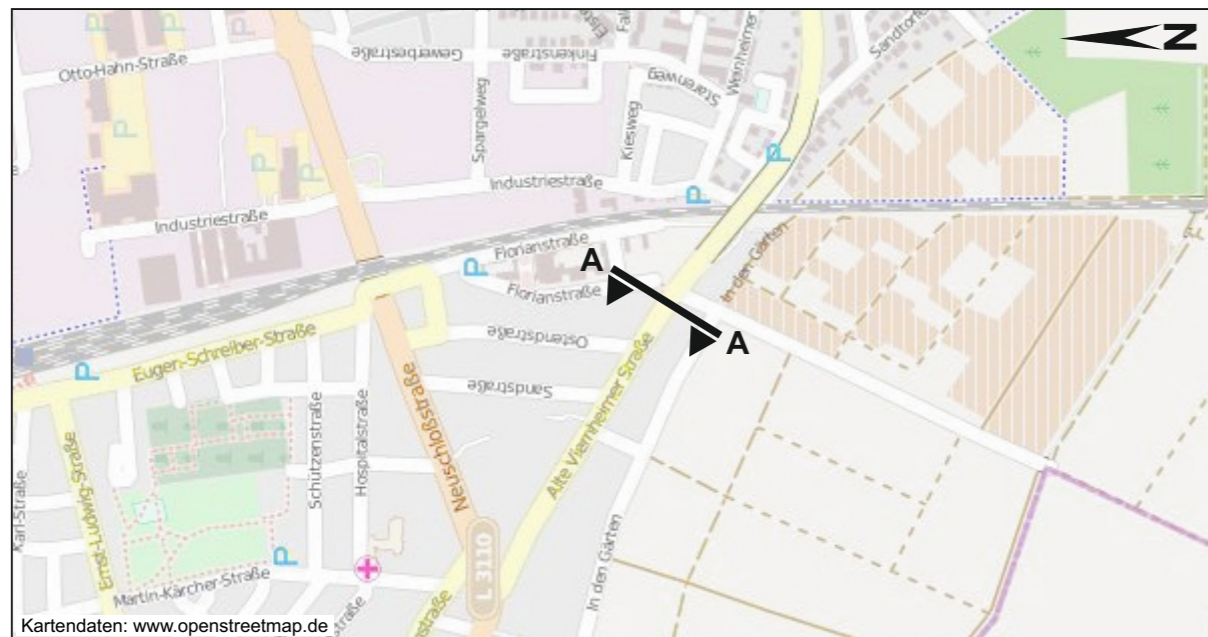 Otto-Hahn-Straße
Gewerbestraße
Finkenstraße
Spargelweg
Starenweg
Weinheimer
Kiesweg
Industriestraße
Industriestraße
Florianstraße
Florianstraße
A
A
N
In den Gärten
Ostendstraße
Sandstraße
Eugen-Schreiber-Straße
Schützenstraße
Hospitalstraße
Neuschloßstraße
Alte Viernheimer Straße
Karl-Straße
Ernst-Ludwig-Straße
Martin-Kärcher-Straße
L 3110
In den Gärten
P
P
P
P
P
P
P
P
P
P
Kartendaten: www.openstreetmap.de